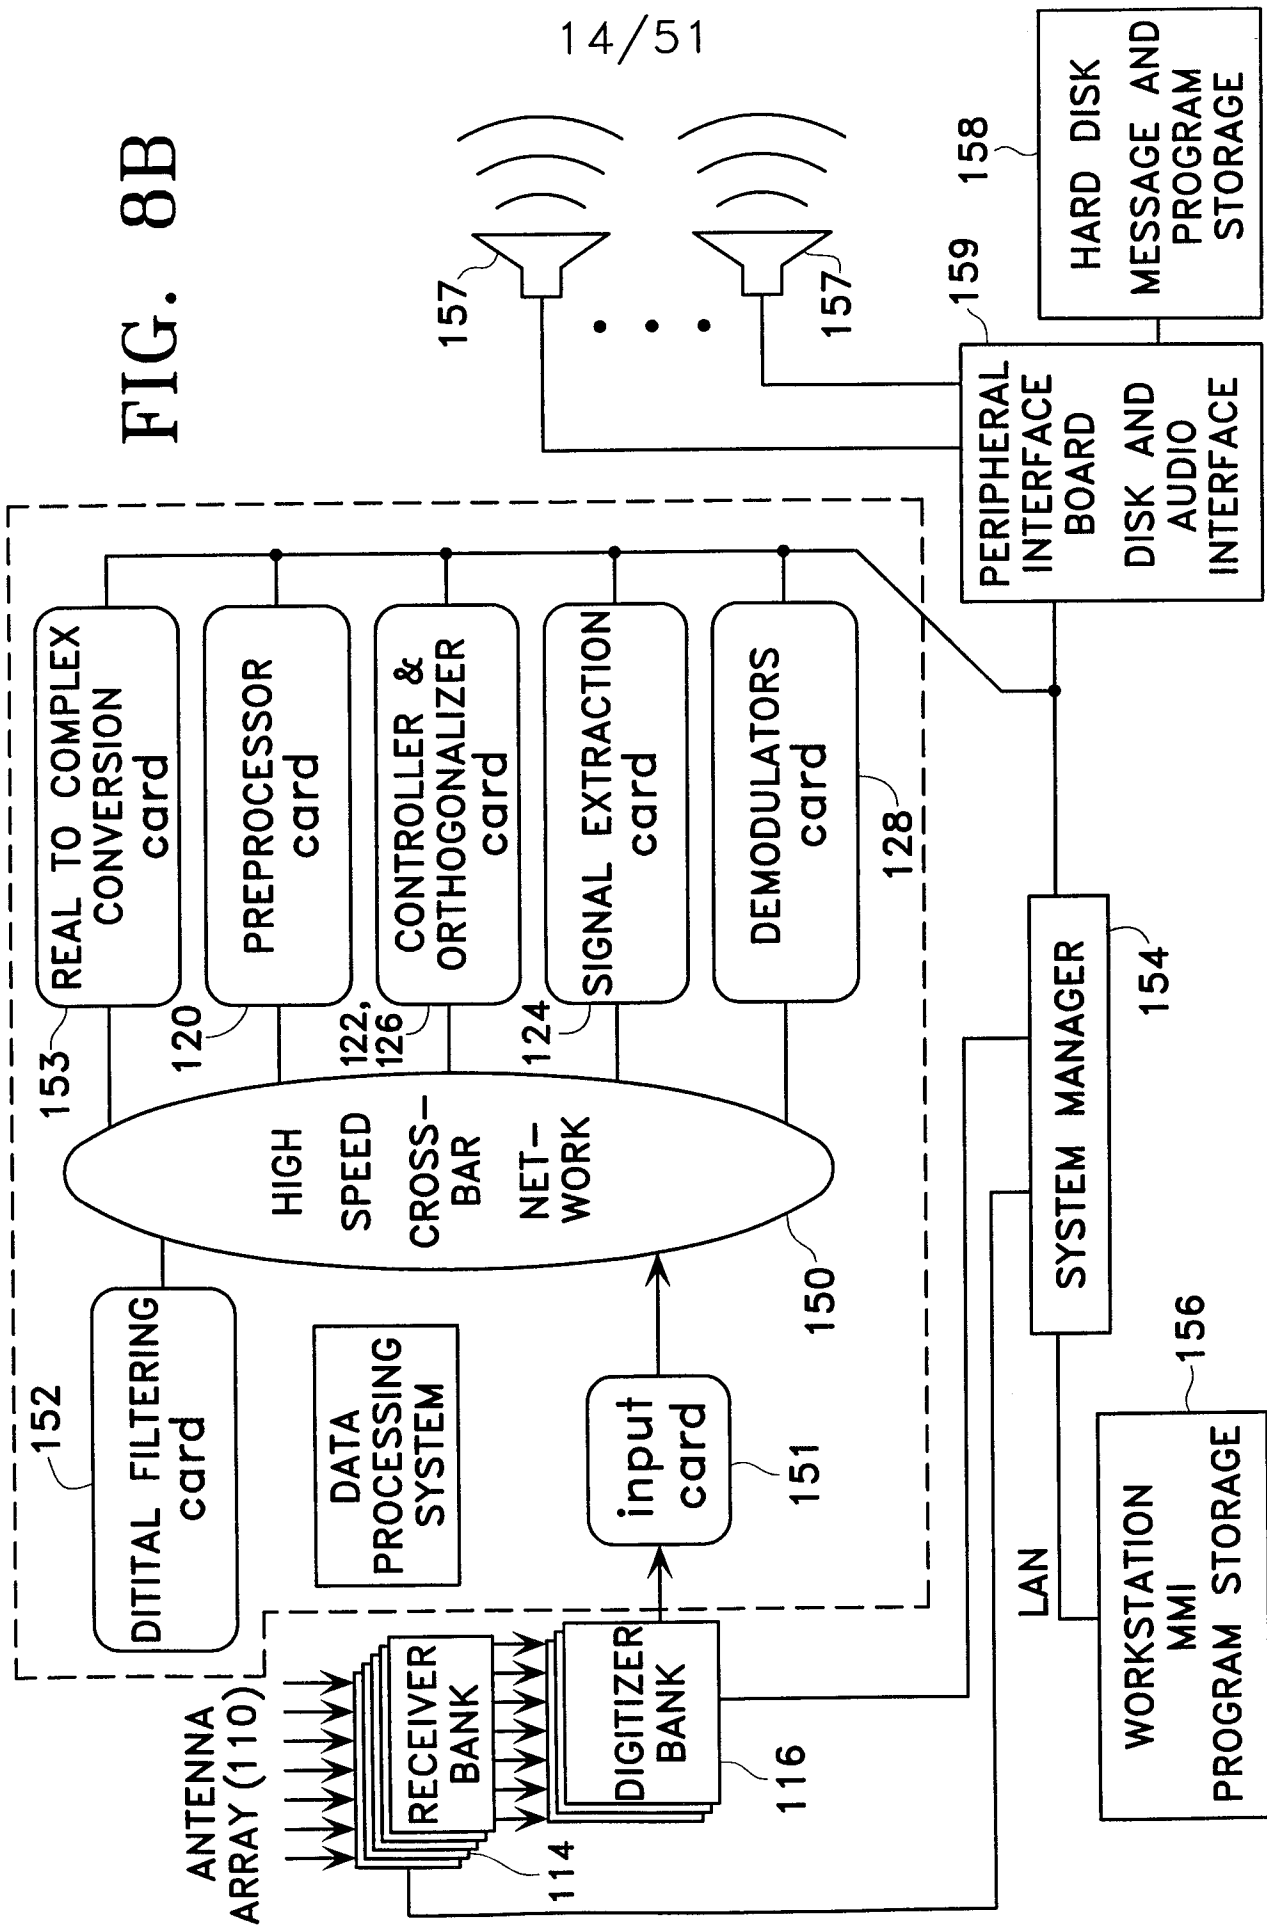 14/51
FIG. 8B
ANTENNA
ARRAY (110)
RECEIVER
BANK
114
DIGITIZER
BANK
116
152
DITITAL FILTERING
card
DATA
PROCESSING
SYSTEM
input
card
151
HIGH
SPEED
CROSS-
BAR
NET-
WORK
150
153
REAL TO COMPLEX
CONVERSION
card
120
PREPROCESSOR
card
122,
126
CONTROLLER &
ORTHOGONALIZER
card
124
SIGNAL EXTRACTION
card
DEMODULATORS
card
128
157
157
LAN
WORKSTATION
MMI
PROGRAM STORAGE
156
SYSTEM MANAGER
154
PERIPHERAL
INTERFACE
BOARD
DISK AND
AUDIO
INTERFACE
159
HARD DISK
MESSAGE AND
PROGRAM
STORAGE
158